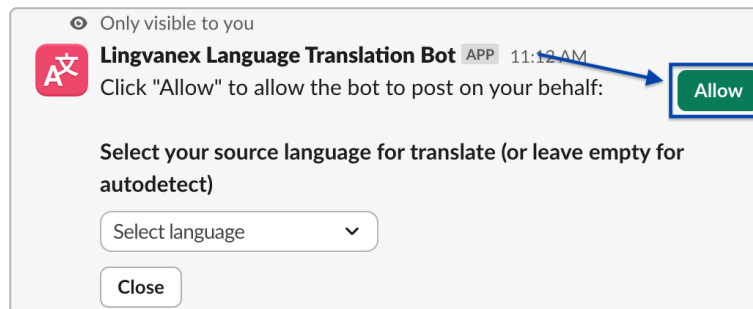 Only visible to you
Lingvanex Language Translation Bot APP 11:12 AM
Click "Allow" to allow the bot to post on your behalf:
Allow
Select your source language for translate (or leave empty for
autodetect)
Select language
Close